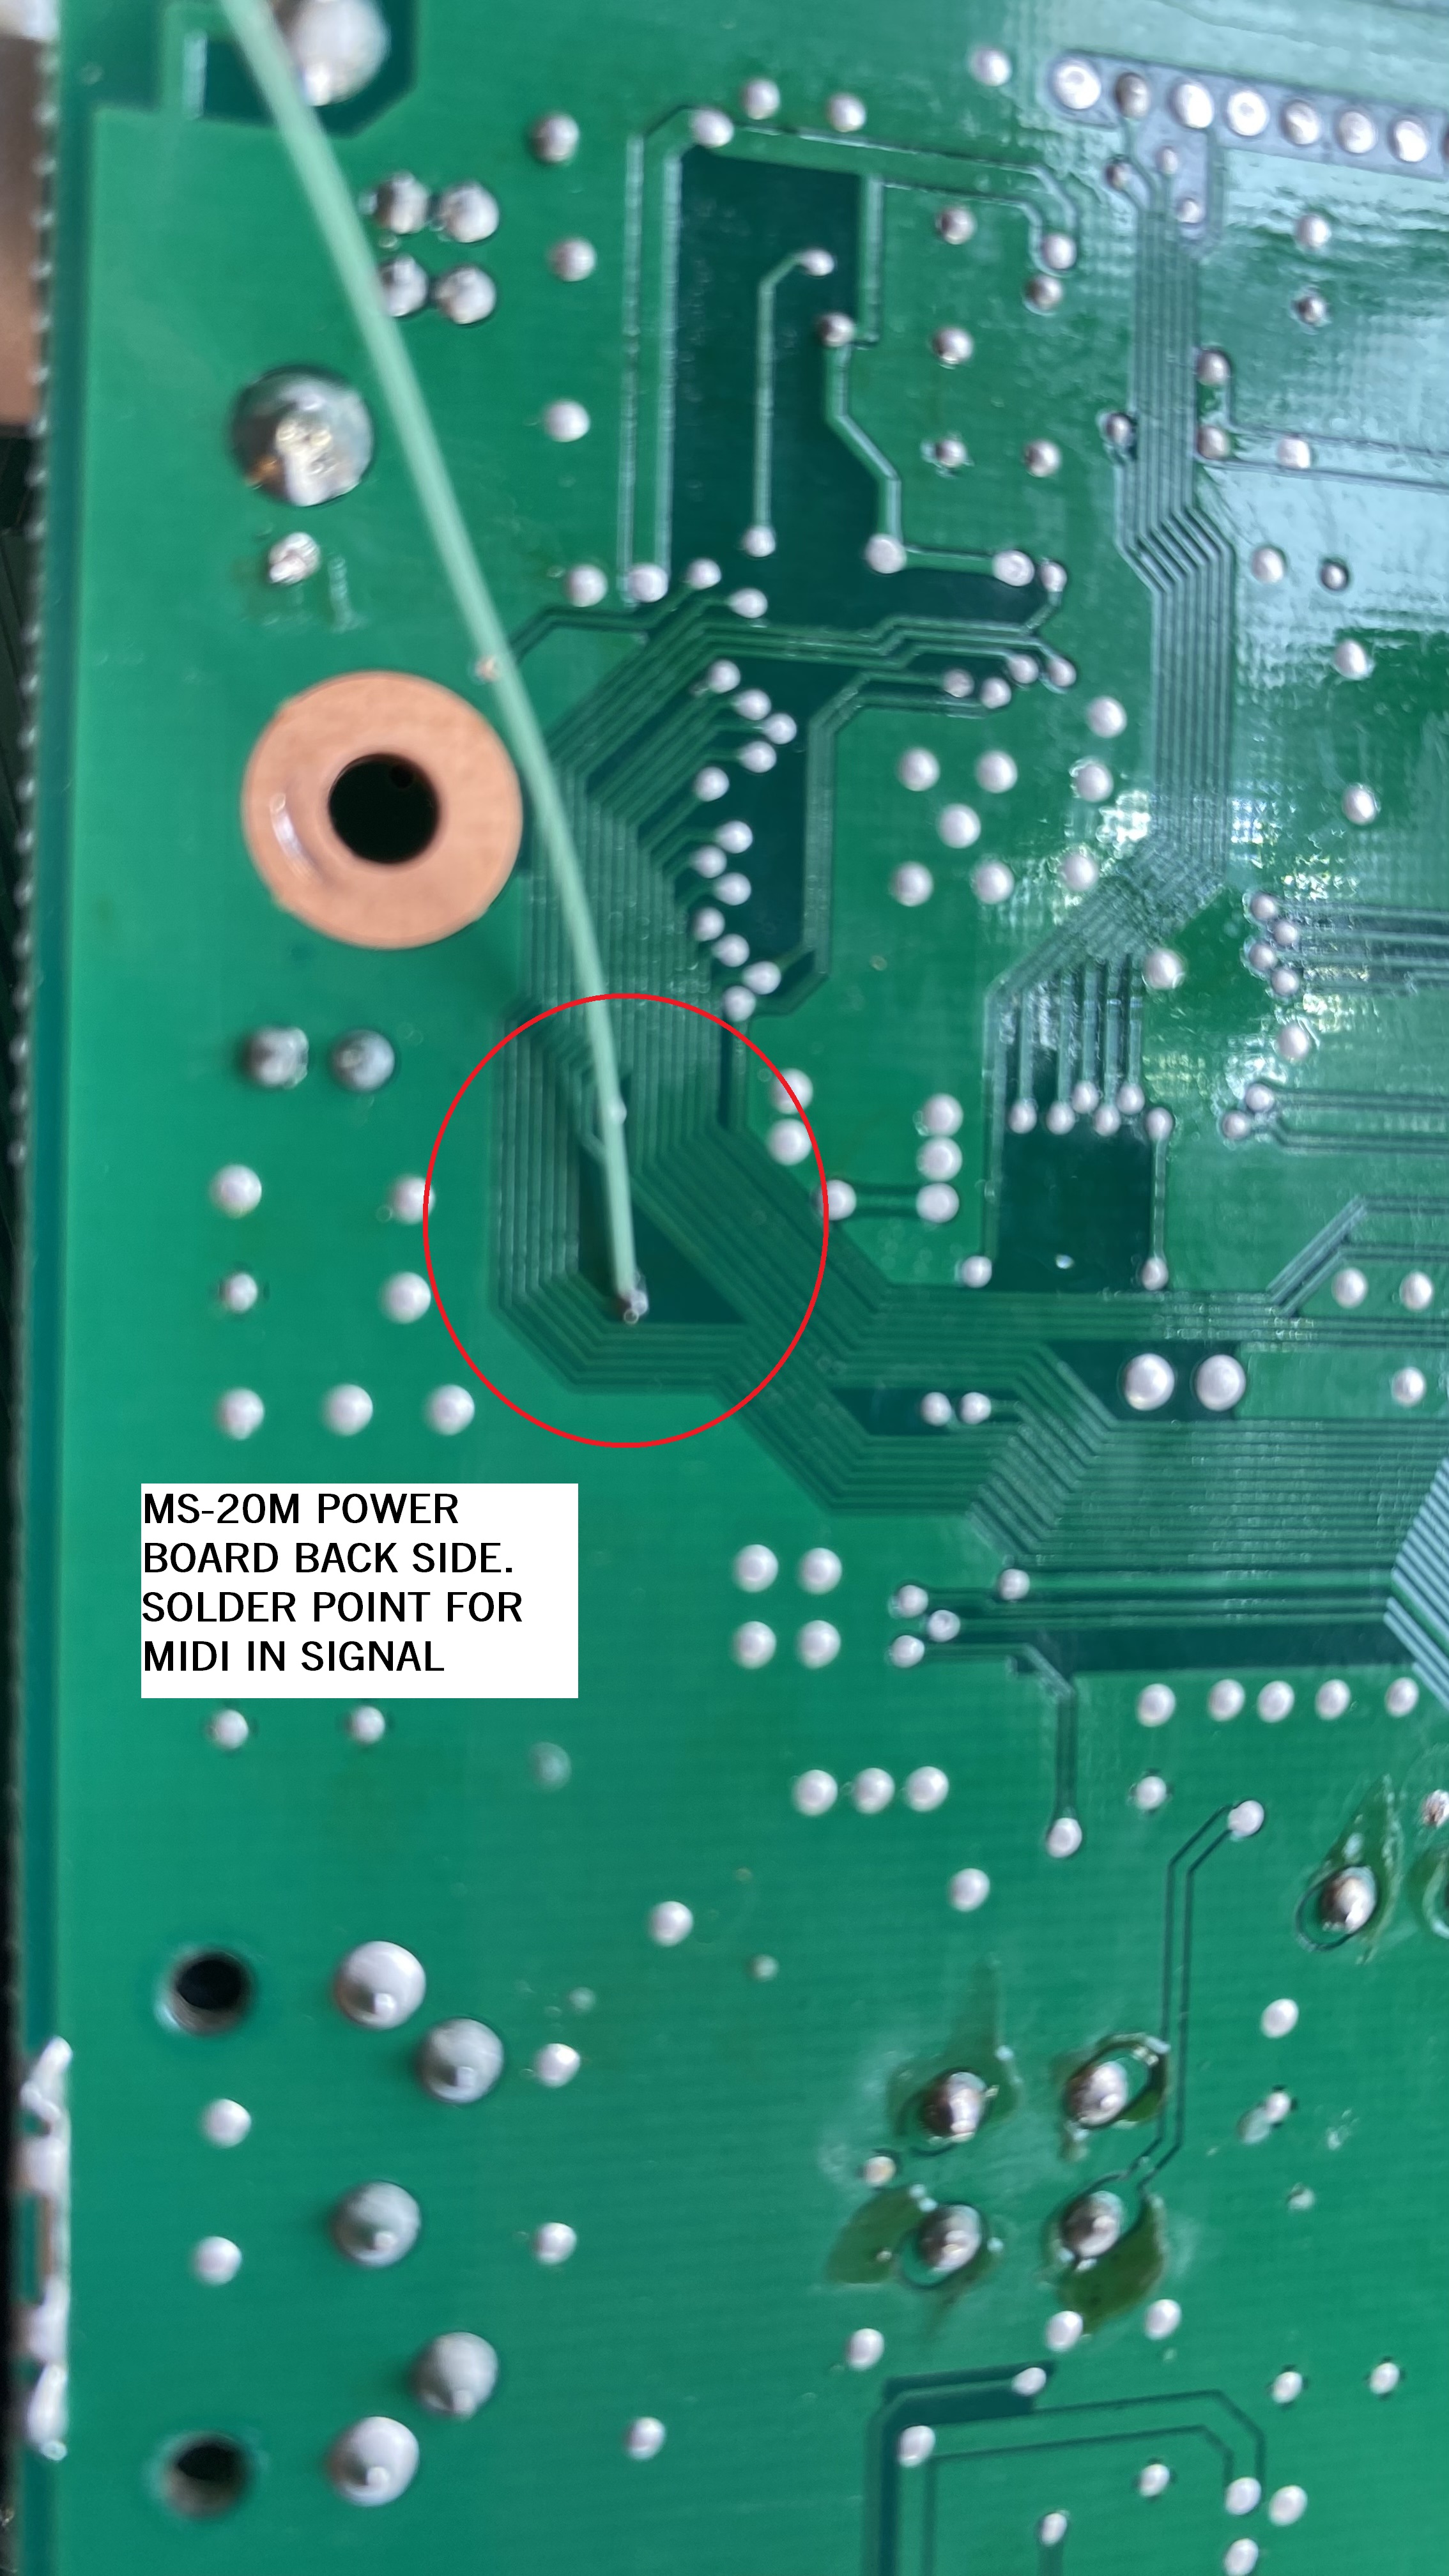 MS-20M POWER
BOARD BACK SIDE.
SOLDER POINT FOR
MIDI IN SIGNAL